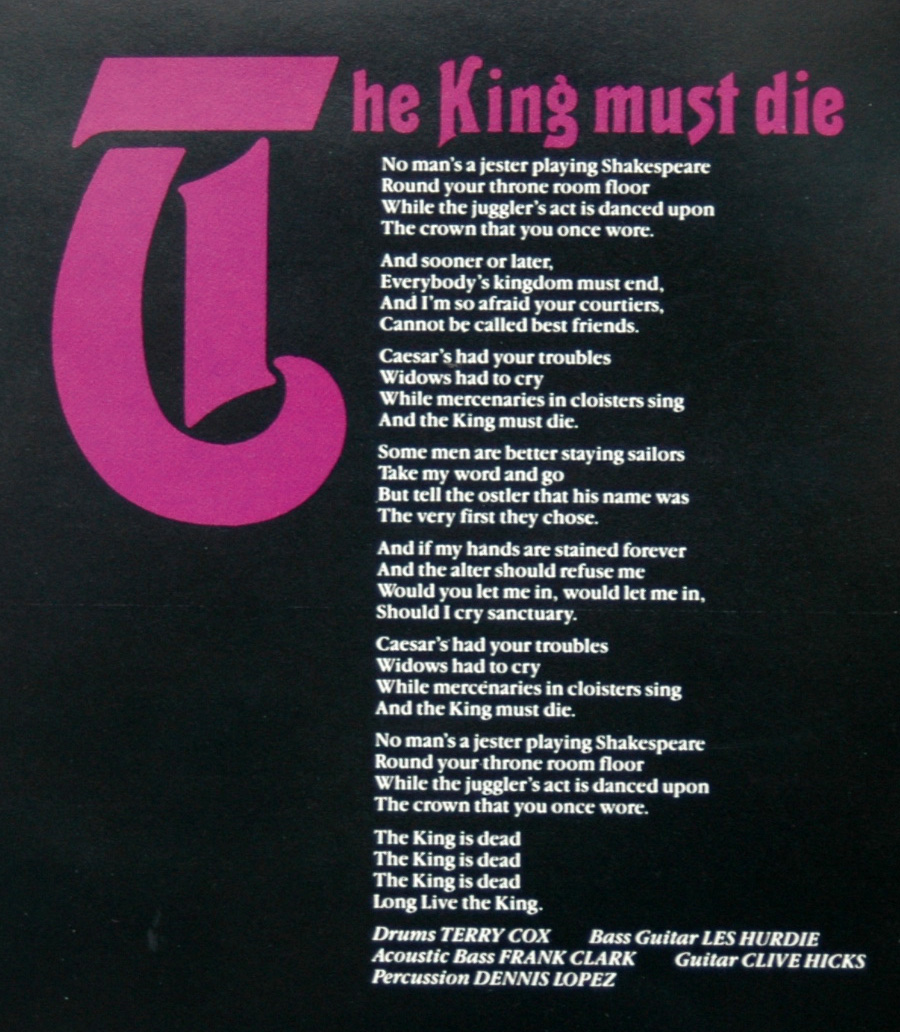 The King must die
No man's a jester playing Shakespeare
Round your throne room floor
While the juggler's act is danced upon
The crown that you once wore.
And sooner or later,
Everybody's kingdom must end,
And I'm so afraid your courtiers,
Cannot be called best friends.
Caesar's had your troubles
Widows had to cry
While mercenaries in cloisters sing
And the King must die.
Some men are better staying sailors
Take my word and go
But tell the ostler that his name was
The very first they chose.
And if my hands are stained forever
And the alter should refuse me
Would you let me in, would let me in,
Should I cry sanctuary.
Caesar's had your troubles
Widows had to cry
While mercenaries in cloisters sing
And the King must die.
No man's a jester playing Shakespeare
Round your throne room floor
While the juggler's act is danced upon
The crown that you once wore.
The King is dead
The King is dead
The King is dead
Long Live the King.
Drums TERRY COX Bass Guitar LES HURDIE
Acoustic Bass FRANK CLARK Guitar CLIVE HICKS
Percussion DENNIS LOPEZ